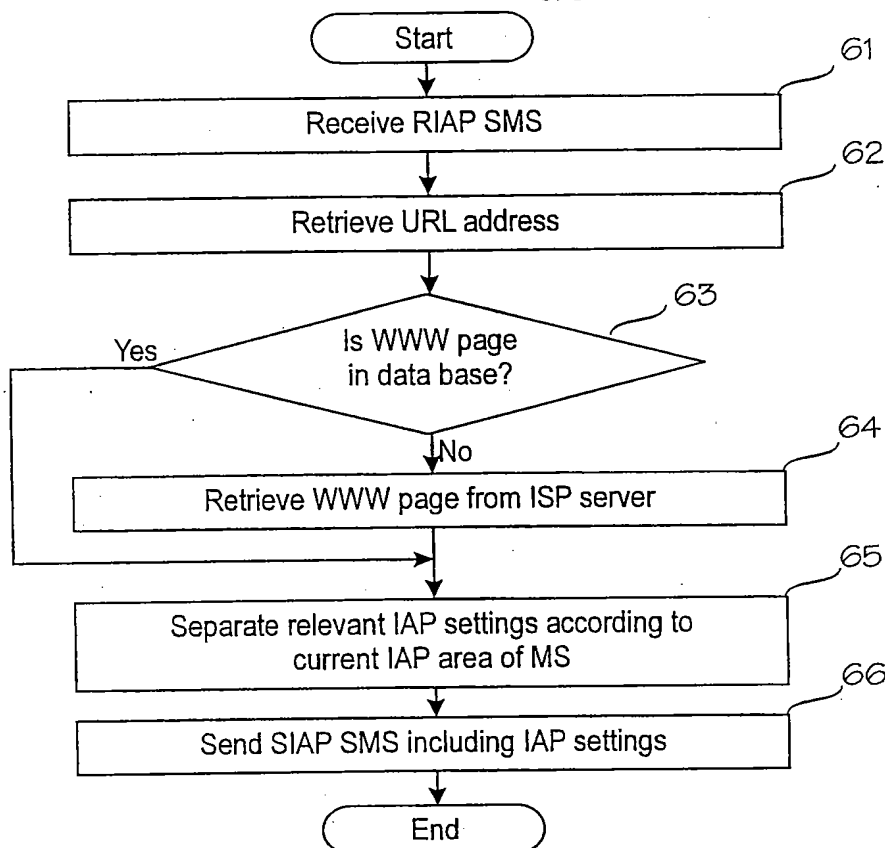 Start
61
Receive RIAP SMS
62
Retrieve URL address
63
Yes
Is WWW page
in data base?
No
64
Retrieve WWW page from ISP server
65
Separate relevant IAP settings according to
current IAP area of MS
66
Send SIAP SMS including IAP settings
End